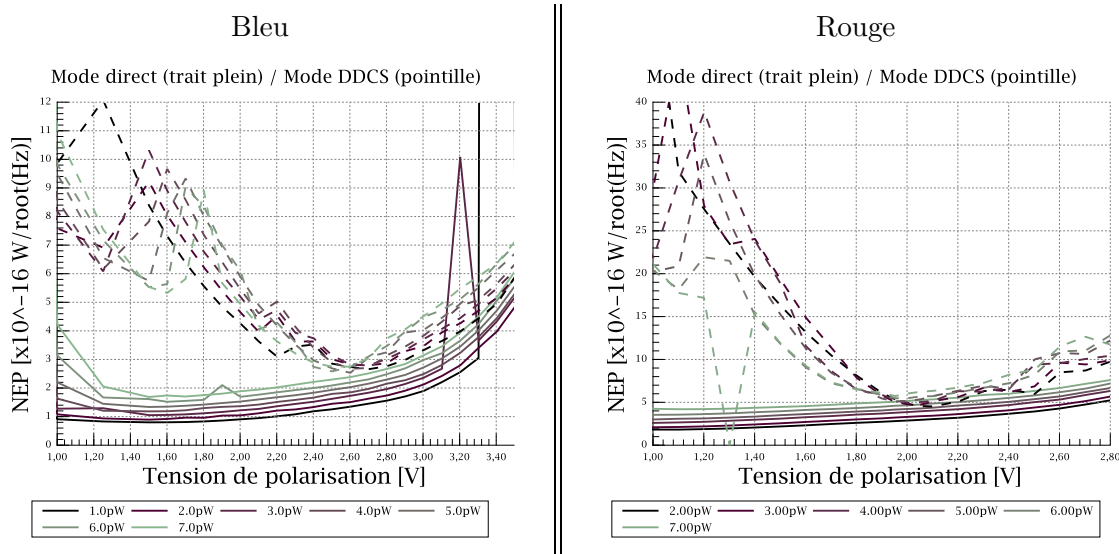 Bleu
Mode direct (trait plein) / Mode DDCS (pointille)
NEP [x10^-16 W/root(Hz)]
12
11
10
9
8
7
6
5
4
3
2
1
0
1,00 1,20 1,40 1,60 1,80 2,00 2,20 2,40 2,60 2,80 3,00 3,20 3,40
Tension de polarisation [V]
1.0pW 2.0pW 3.0pW 4.0pW 5.0pW
6.0pW 7.0pW
Rouge
Mode direct (trait plein) / Mode DDCS (pointille)
NEP [x10^-16 W/root(Hz)]
40
35
30
25
20
15
10
5
0
1,00 1,20 1,40 1,60 1,80 2,00 2,20 2,40 2,60 2,80
Tension de polarisation [V]
2.00pW 3.00pW 4.00pW 5.00pW 6.00pW
7.00pW